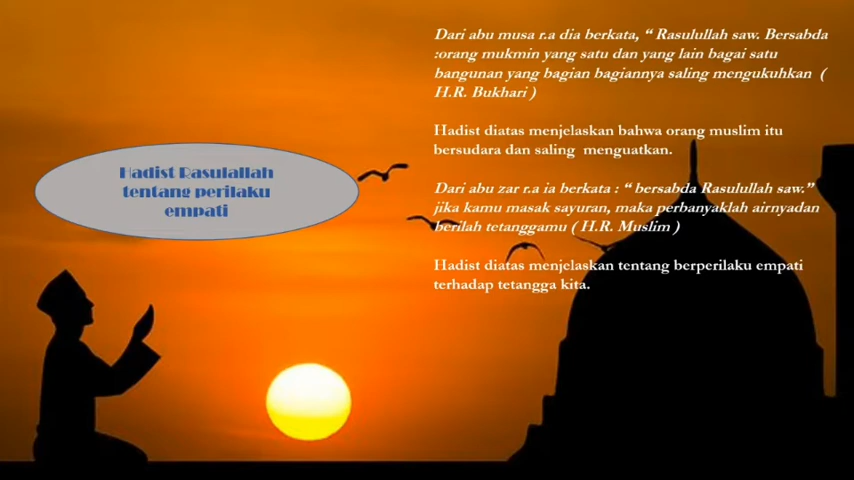 Hadist Rasulallah
tentang perilaku
empati
Dari abu musa r.a dia berkata, “ Rasulullah saw. Bersabda
:orang mukmin yang satu dan yang lain bagai satu
bangunan yang bagian bagiannya saling mengukuhkan (
H.R. Bukhari )
Hadist diatas menjelaskan bahwa orang muslim itu
bersudara dan saling menguatkan.
Dari abu zar r.a ia berkata : “ bersabda Rasulullah saw.”
jika kamu masak sayuran, maka perbanyaklah airnyadan
berilah tetanggamu ( H.R. Muslim )
Hadist diatas menjelaskan tentang berperilaku empati
terhadap tetangga kita.